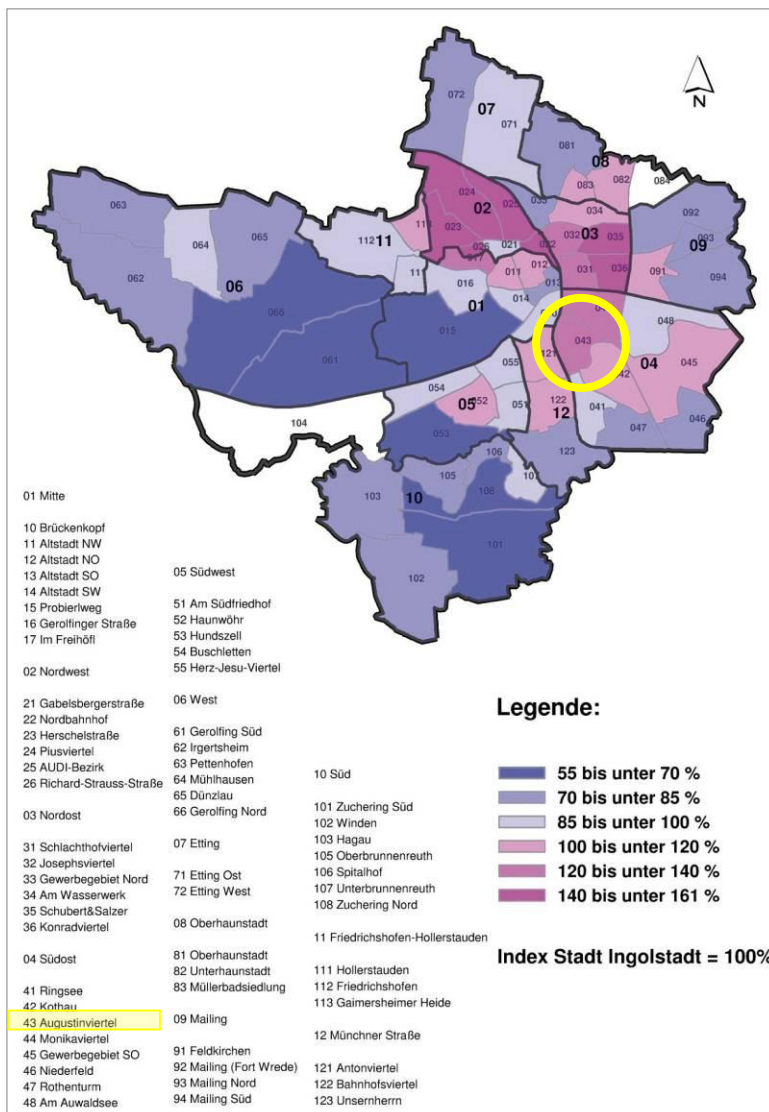 07
072
071
N
081
08
082
083
084
024
02
025
033
034
092
063
023
032
03
035
093
09
065
11
112
064
026
021
022
094
062
06
111
012
031
036
091
016
011
013
066
01
014
048
015
043
061
121
055
04
045
042
054
05
052
051
122
12
041
046
047
104
053
123
106
105
107
103
10
108
101
102
01 Mitte
10 Brückenkopf
11 Altstadt NW
12 Altstadt NO
13 Altstadt SO
14 Altstadt SW
15 Probierlweg
16 Gerolfinger Straße
17 Im Freihöfl
02 Nordwest
21 Gabelsbergerstraße
22 Nordbahnhof
23 Herschelstraße
24 Piusviertel
25 AUDI-Bezirk
26 Richard-Strauss-Straße
03 Nordost
31 Schlachthofviertel
32 Josephsviertel
33 Gewerbegebiet Nord
34 Am Wasserwerk
35 Schubert&Salzer
36 Konradviertel
04 Südost
41 Ringsee
42 Kothau
43 Augustinviertel
44 Monikaviertel
45 Gewerbegebiet SO
46 Niederfeld
47 Rothenturm
48 Am Auwaldsee
05 Südwest
51 Am Südfriedhof
52 Haunwöhr
53 Hundszell
54 Buschletten
55 Herz-Jesu-Viertel
06 West
61 Gerolfing Süd
62 Irgertsheim
63 Pettenhofen
64 Mühlhausen
65 Dünzlau
66 Gerolfing Nord
07 Etting
71 Etting Ost
72 Etting West
08 Oberhaunstadt
81 Oberhaunstadt
82 Unterhaunstadt
83 Müllerbadsiedlung
09 Mailing
91 Feldkirchen
92 Mailing (Fort Wrede)
93 Mailing Nord
94 Mailing Süd
10 Süd
101 Zuchering Süd
102 Winden
103 Hagau
105 Oberbrunnenreuth
106 Spitalhof
107 Unterbrunnenreuth
108 Zuchering Nord
11 Friedrichshofen-Hollerstauden
111 Hollerstauden
112 Friedrichshofen
113 Gaimersheimer Heide
12 Münchner Straße
121 Antonviertel
122 Bahnhofsviertel
123 Unsernherrn
Legende:
55 bis unter 70 %
70 bis unter 85 %
85 bis unter 100 %
100 bis unter 120 %
120 bis unter 140 %
140 bis unter 161 %
Index Stadt Ingolstadt = 100%